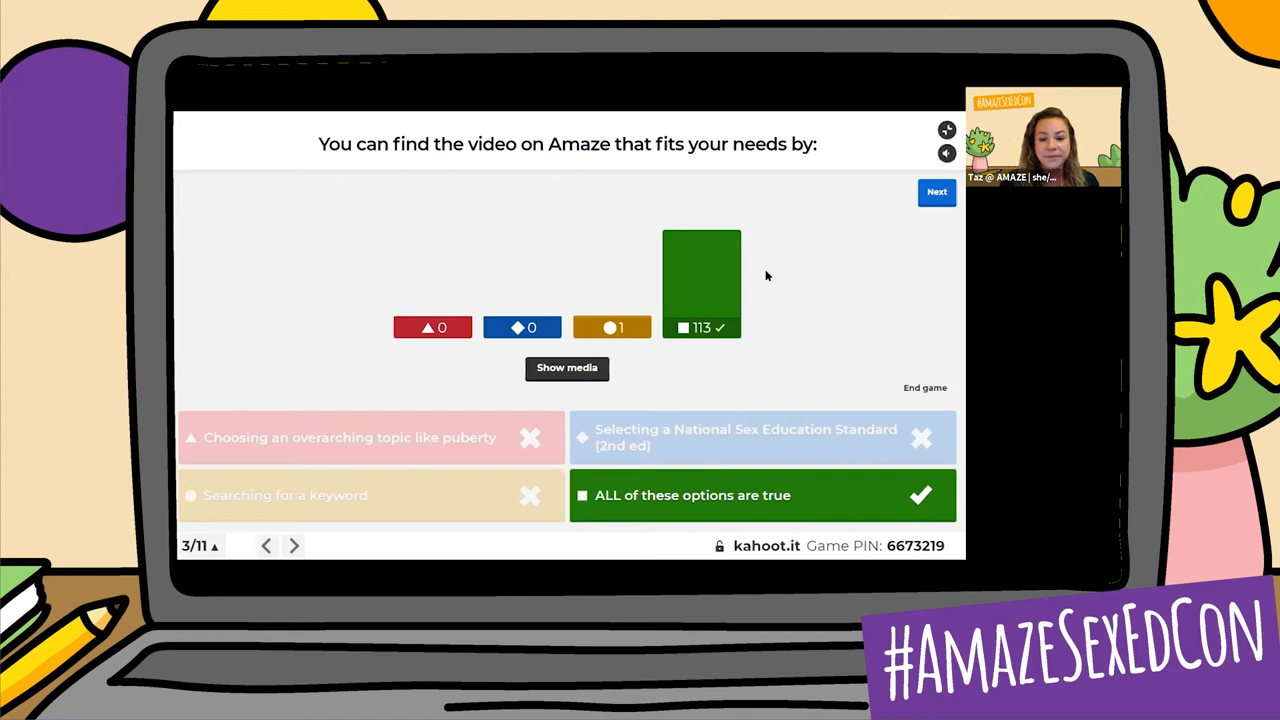 #AMAZESEXEDCON
Taz @ AMAZE | she/...
You can find the video on Amaze that fits your needs by:
Next
0
0
1
113
Show media
End game
Choosing an overarching topic like puberty
Selecting a National Sex Education Standard
(2nd ed)
Searching for a keyword
ALL of these options are true
3/11
kahoot.it Game PIN: 6673219
#AMAZESEXEDCON